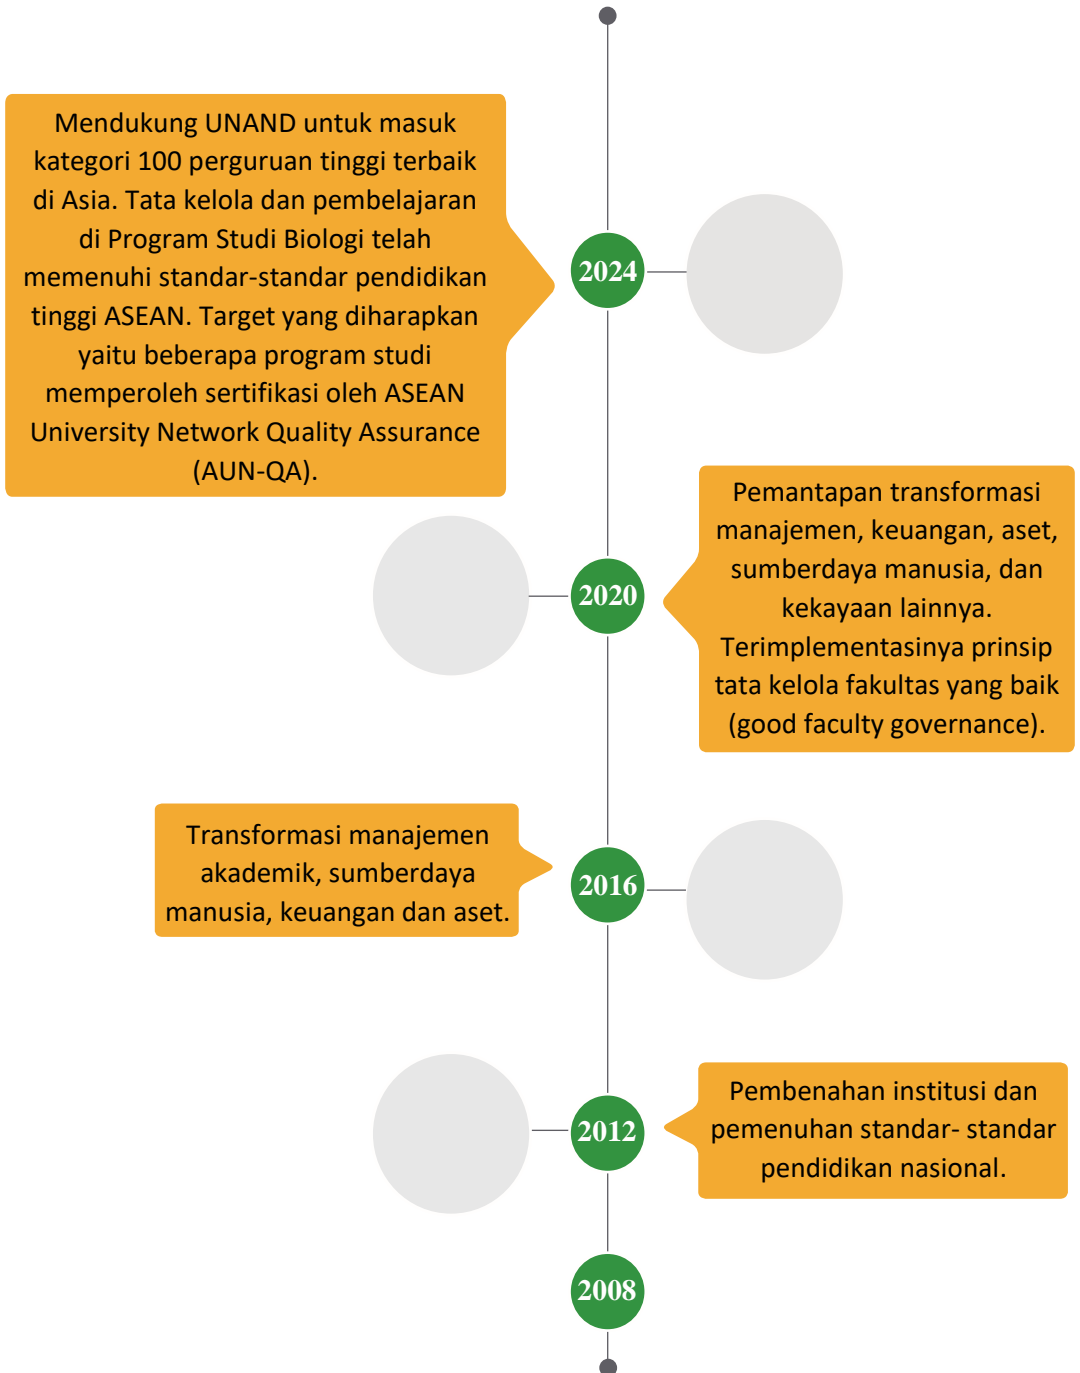 Mendukung UNAND untuk masuk
kategori 100 perguruan tinggi terbaik
di Asia. Tata kelola dan pembelajaran
di Program Studi Biologi telah
memenuhi standar-standar pendidikan
tinggi ASEAN. Target yang diharapkan
yaitu beberapa program studi
memperoleh sertifikasi oleh ASEAN
University Network Quality Assurance
(AUN-QA).
2024
2020
Pemantapan transformasi
manajemen, keuangan, aset,
sumberdaya manusia, dan
kekayaan lainnya.
Terimplementasinya prinsip
tata kelola fakultas yang baik
(good faculty governance).
Transformasi manajemen
akademik, sumberdaya
manusia, keuangan dan aset.
2016
2012
Pembenahan institusi dan
pemenuhan standar- standar
pendidikan nasional.
2008